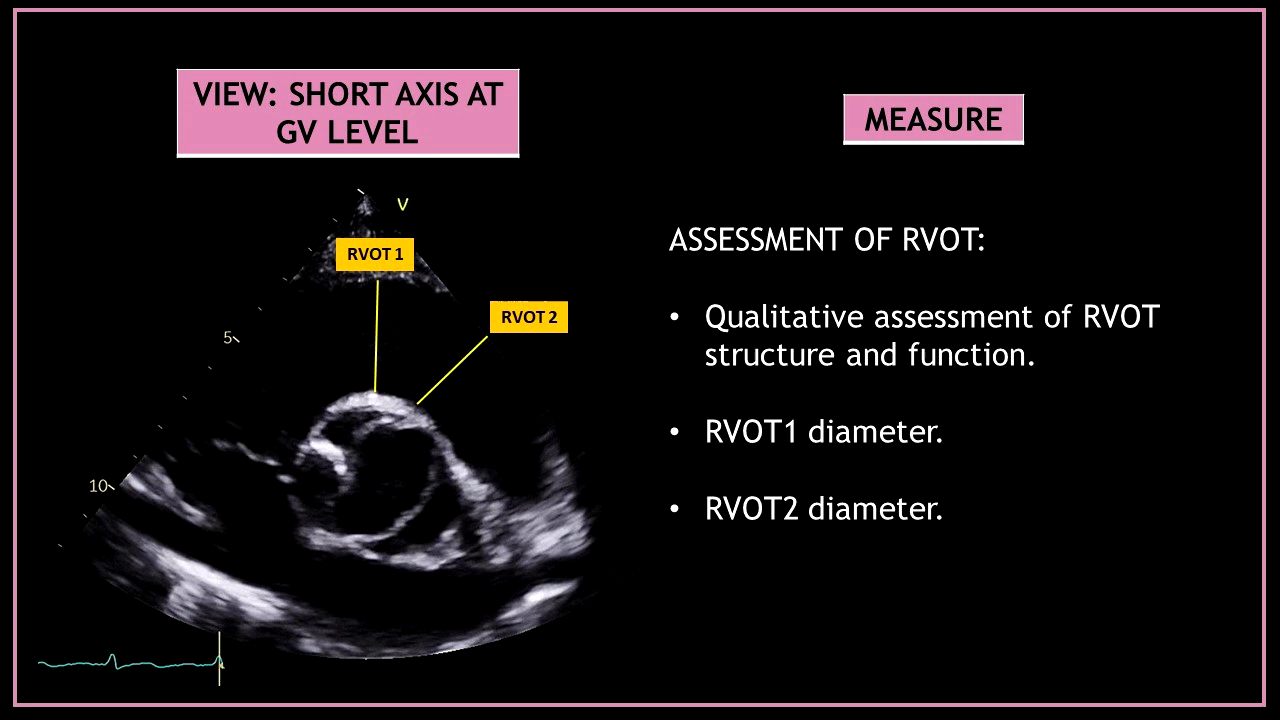 VIEW: SHORT AXIS AT
GV LEVEL
MEASURE
V
RVOT 1
RVOT 2
5
10
ASSESSMENT OF RVOT:
• Qualitative assessment of RVOT
structure and function.
• RVOT1 diameter.
• RVOT2 diameter.